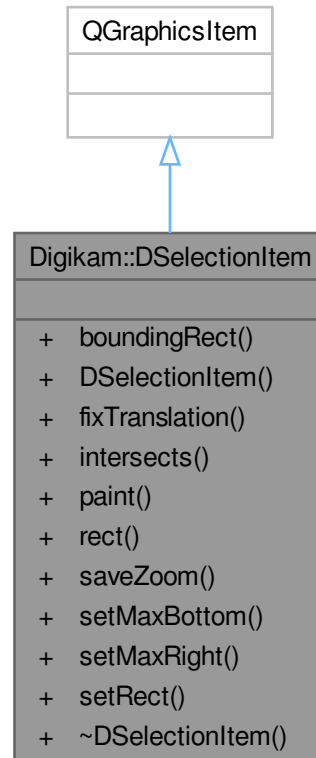 QGraphicsItem
Digikam::DSelectionItem
+ boundingRect()
+ DSelectionItem()
+ fixTranslation()
+ intersects()
+ paint()
+ rect()
+ saveZoom()
+ setMaxBottom()
+ setMaxRight()
+ setRect()
+ ~DSelectionItem()